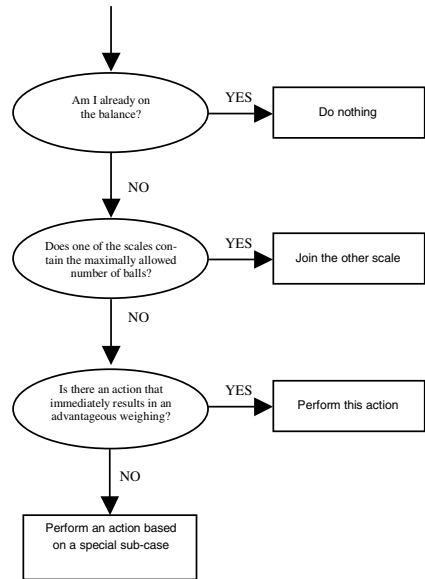 Am I already on
the balance?
YES
Do nothing
NO
Does one of the scales con-
tain the maximally allowed
number of balls?
YES
Join the other scale
NO
Is there an action that
immediately results in an
advantageous weighing?
YES
Perform this action
NO
Perform an action based
on a special sub-case